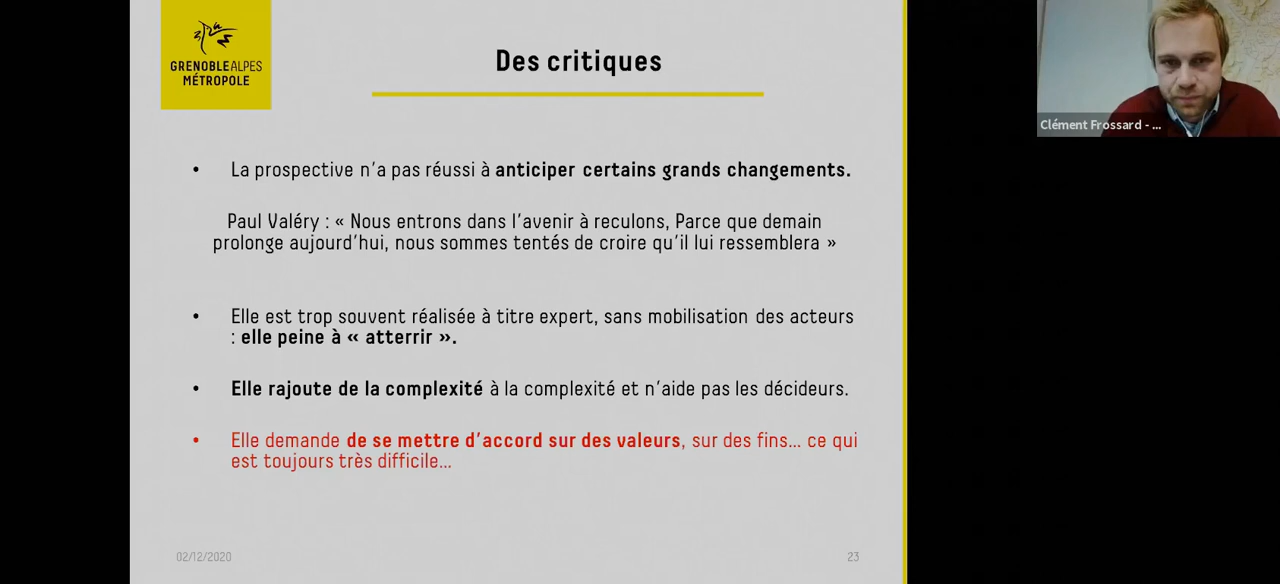 GRENOBLEALPES
MÉTROPOLE
Des critiques
• La prospective n'a pas réussi à anticiper certains grands changements.
Paul Valéry : « Nous entrons dans l'avenir à reculons, Parce que demain
prolonge aujourd'hui, nous sommes tentés de croire qu'il lui ressemblera »
• Elle est trop souvent réalisée à titre expert, sans mobilisation des acteurs
: elle peine à « atterrir ».
• Elle rajoute de la complexité à la complexité et n'aide pas les décideurs.
• Elle demande de se mettre d'accord sur des valeurs, sur des fins... ce qui
est toujours très difficile...
02/12/2020
23
Clément Frossard - ...